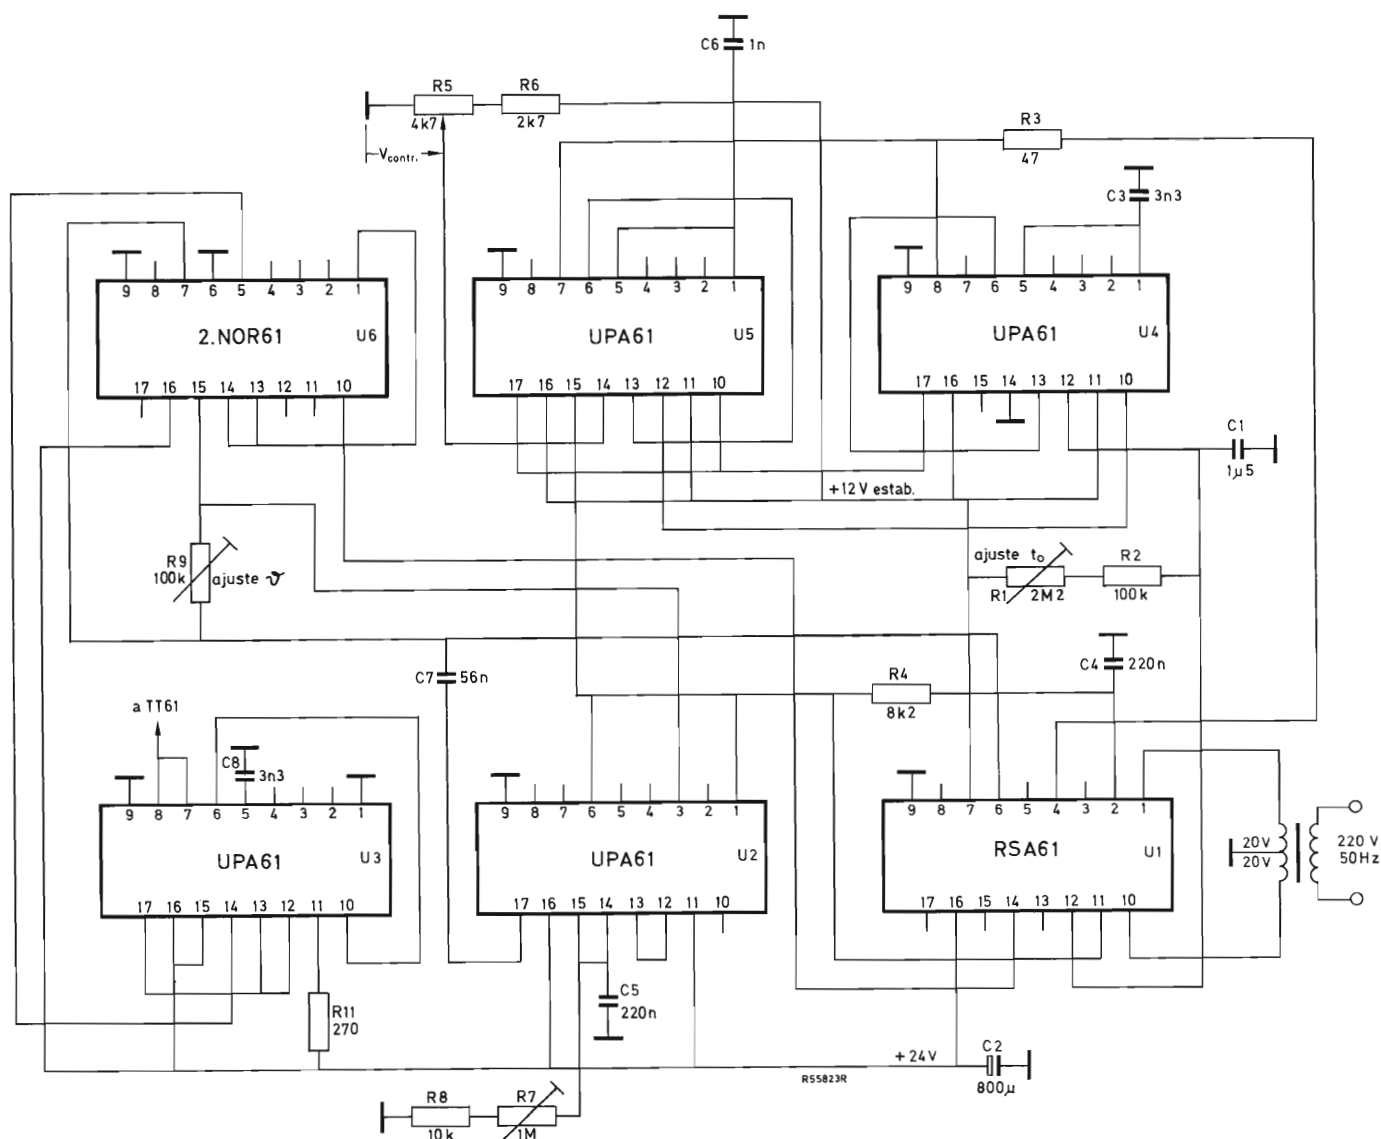 C6 1n
R5
4k7
R6
2k7
Vcontr.
R3
47
C3 3n3
9 8 7 6 5 4 3 2 1
2.NOR61 U6
17 16 15 14 13 12 11 10
9 8 7 6 5 4 3 2 1
UPA61 U5
17 16 15 14 13 12 11 10
9 8 7 6 5 4 3 2 1
UPA61 U4
17 16 15 14 13 12 11 10
C1
1µ5
+12V estab.
R9
100k
ajuste ϑ
ajuste to
R1 2M2
R2
100k
C7 56n
R4
8k2
C4 220n
a TT61
C8 3n3
9 8 7 6 5 4 3 2 1
UPA61 U3
17 16 15 14 13 12 11 10
9 8 7 6 5 4 3 2 1
UPA61 U2
17 16 15 14 13 12 11 10
9 8 7 6 5 4 3 2 1
RSA61 U1
17 16 15 14 13 12 11 10
20V
20V
220 V
50Hz
R11
270
C5
220n
+24V
C2
800µ
RS5823R
R8
10k
R7
1M